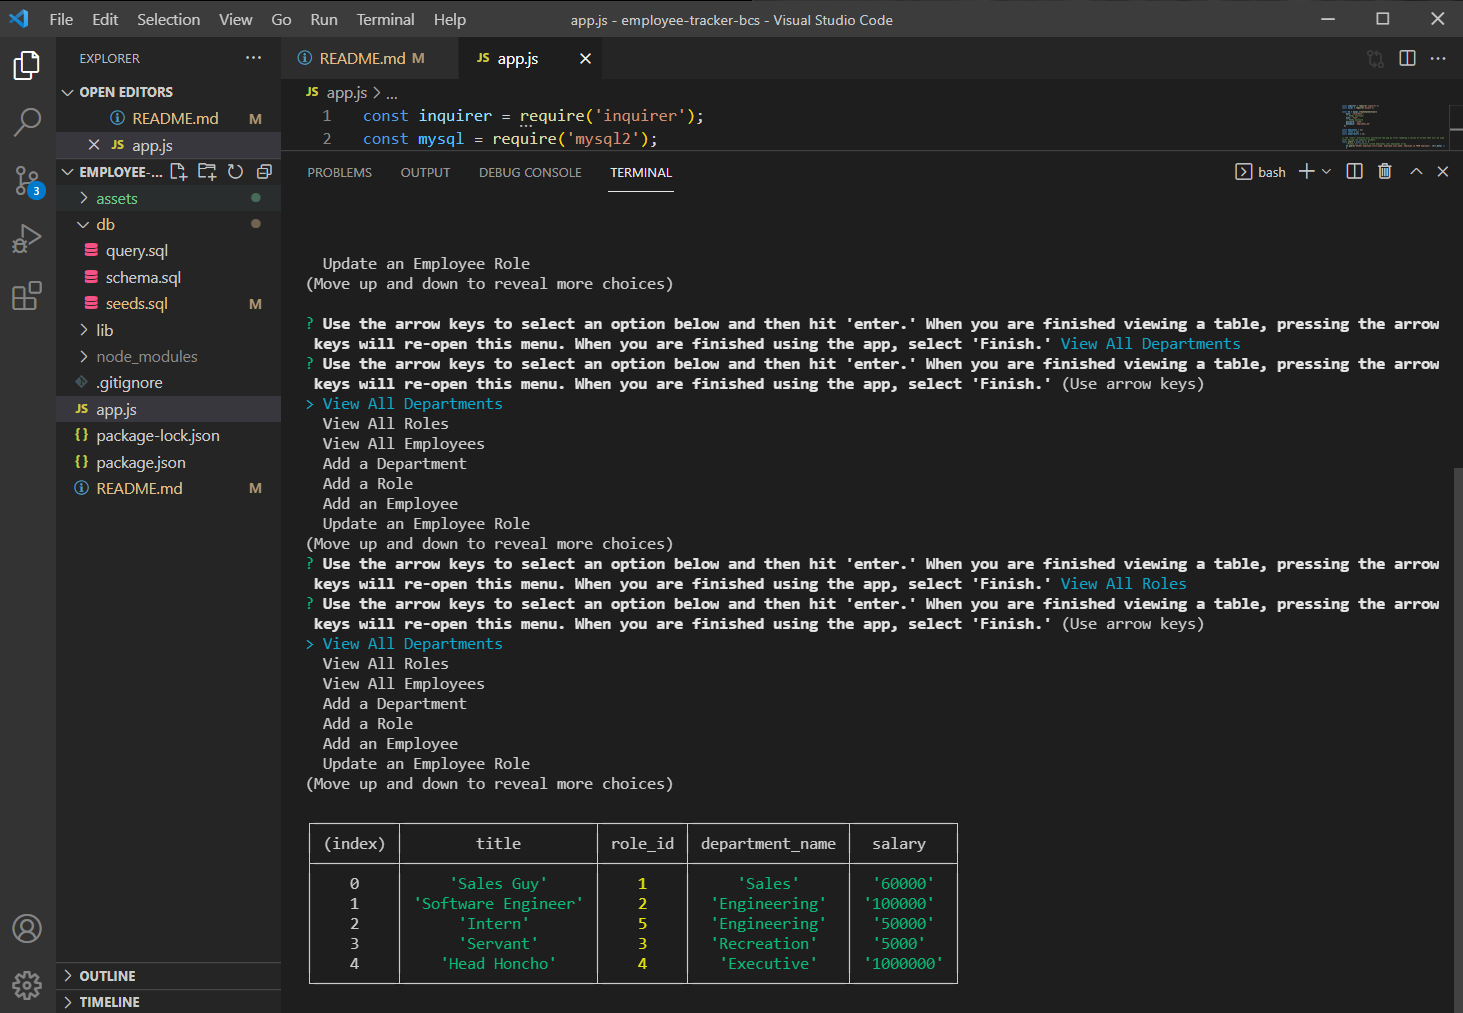 File Edit Selection View Go Run Terminal Help app.js - employee-tracker-bcs - Visual Studio Code
EXPLORER ···
README.md M JS app.js
OPEN EDITORS
README.md M
JS app.js
EMPLOYEE-...
assets
db
query.sql
schema.sql
seeds.sql M
lib
node_modules
.gitignore
JS app.js
{} package-lock.json
{} package.json
README.md M
OUTLINE
TIMELINE
3
JS app.js > ...
1 const inquirer = require('inquirer');
2 const mysql = require('mysql2');
PROBLEMS OUTPUT DEBUG CONSOLE TERMINAL bash
Update an Employee Role
(Move up and down to reveal more choices)
? Use the arrow keys to select an option below and then hit 'enter.' When you are finished viewing a table, pressing the arrow
keys will re-open this menu. When you are finished using the app, select 'Finish.' View All Departments
? Use the arrow keys to select an option below and then hit 'enter.' When you are finished viewing a table, pressing the arrow
keys will re-open this menu. When you are finished using the app, select 'Finish.' (Use arrow keys)
> View All Departments
View All Roles
View All Employees
Add a Department
Add a Role
Add an Employee
Update an Employee Role
(Move up and down to reveal more choices)
? Use the arrow keys to select an option below and then hit 'enter.' When you are finished viewing a table, pressing the arrow
keys will re-open this menu. When you are finished using the app, select 'Finish.' View All Roles
? Use the arrow keys to select an option below and then hit 'enter.' When you are finished viewing a table, pressing the arrow
keys will re-open this menu. When you are finished using the app, select 'Finish.' (Use arrow keys)
> View All Departments
View All Roles
View All Employees
Add a Department
Add a Role
Add an Employee
Update an Employee Role
(Move up and down to reveal more choices)
(index) title role_id department_name salary
0 'Sales Guy' 1 'Sales' '60000'
1 'Software Engineer' 2 'Engineering' '100000'
2 'Intern' 5 'Engineering' '50000'
3 'Servant' 3 'Recreation' '5000'
4 'Head Honcho' 4 'Executive' '1000000'